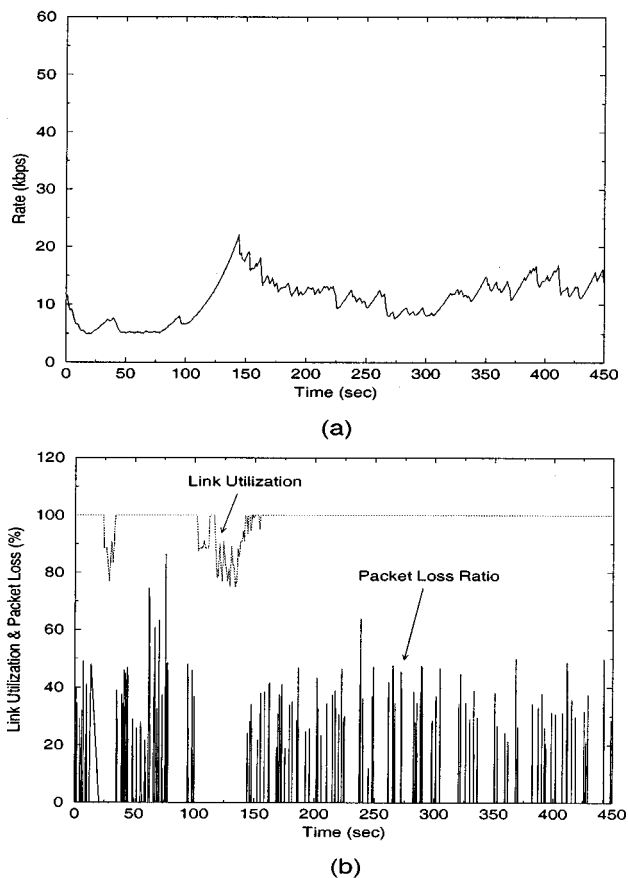 60
50
40
30
20
10
0
Rate (kbps)
0 50 100 150 200 250 300 350 400 450
Time (sec)
(a)
120
100
80
60
40
20
0
Link Utilization & Packet Loss (%)
Link Utilization
Packet Loss Ratio
0 50 100 150 200 250 300 350 400 450
Time (sec)
(b)